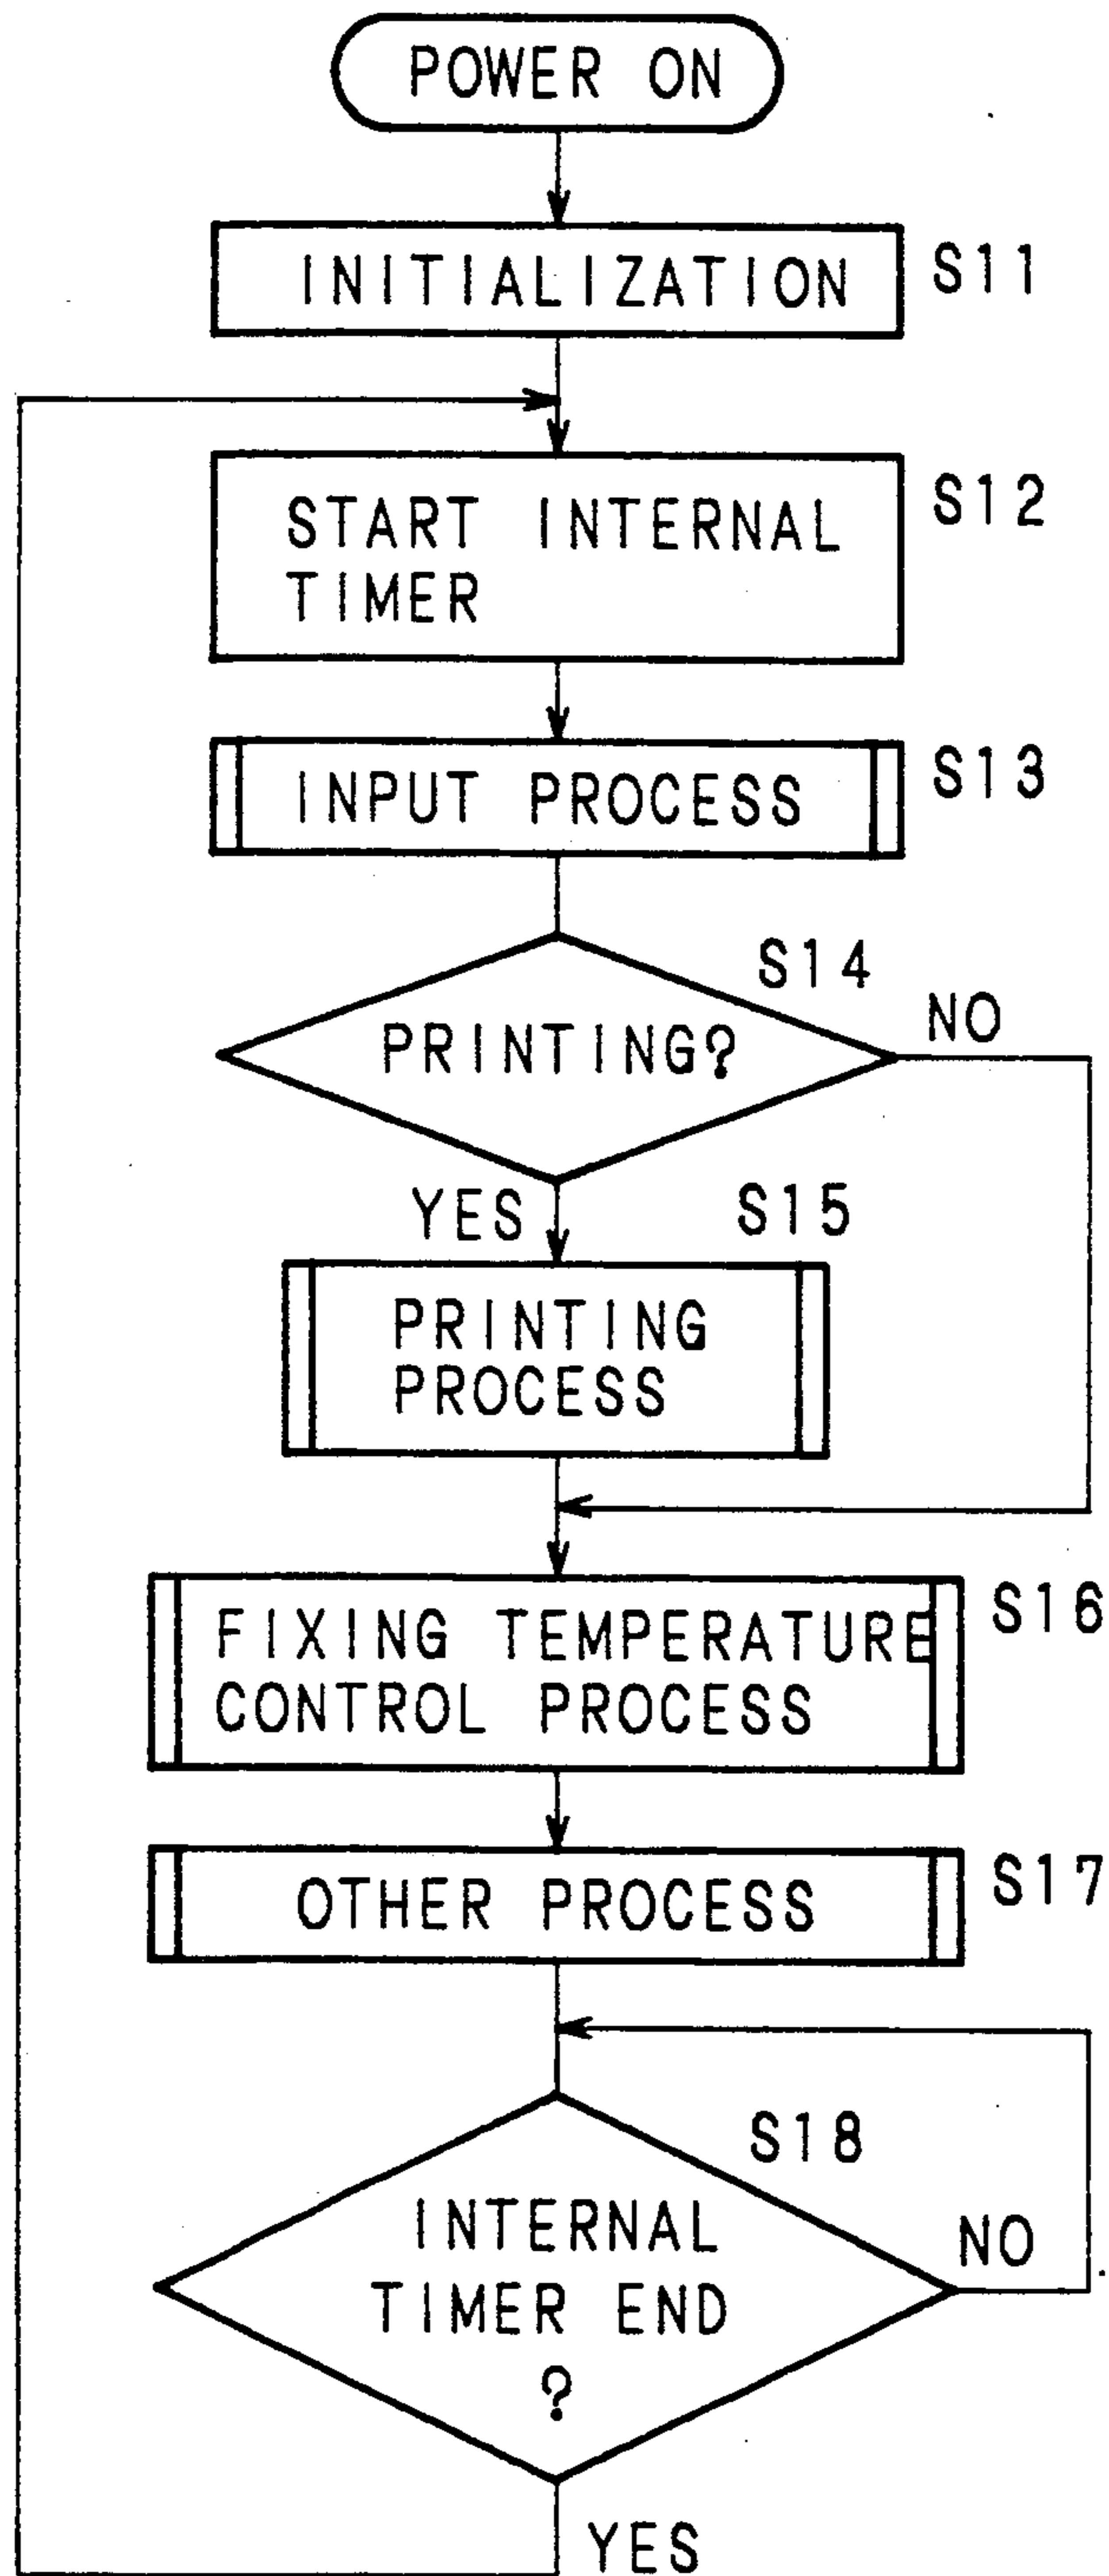 POWER ON
INITIALIZATION
S11
START INTERNAL
TIMER
S12
INPUT PROCESS
S13
S14
PRINTING?
NO
YES
S15
PRINTING
PROCESS
FIXING TEMPERATURE
CONTROL PROCESS
S16
OTHER PROCESS
S17
S18
INTERNAL
TIMER END
?
NO
YES